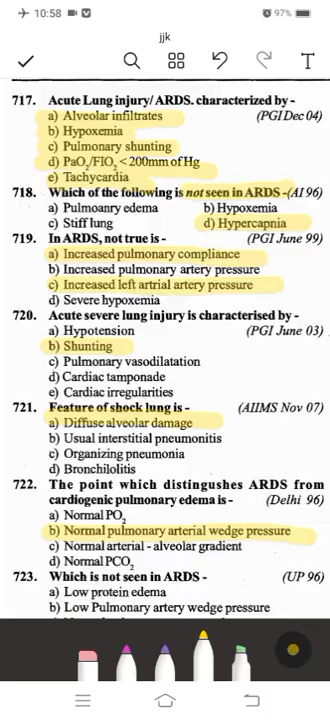 10:58
97%
jjk
T
717. Acute Lung injury/ARDS. characterized by -
a) Alveolar infiltrates (PGI Dec 04)
b) Hypoxemia
c) Pulmonary shunting
d) PaO2/FIO2 <200mm of Hg
e) Tachycardia
718. Which of the following is not seen in ARDS -(AI 96)
a) Pulmoanry edema b) Hypoxemia
c) Stiff lung d) Hypercapnia
719. In ARDS, not true is - (PGI June 99)
a) Increased pulmonary compliance
b) Increased pulmonary artery pressure
c) Increased left artrial artery pressure
d) Severe hypoxemia
720. Acute severe lung injury is characterised by -
a) Hypotension (PGI June 03)
b) Shunting
c) Pulmonary vasodilatation
d) Cardiac tamponade
e) Cardiac irregularities
721. Feature of shock lung is - (AIIMS Nov 07)
a) Diffuse alveolar damage
b) Usual interstitial pneumonitis
c) Organizing pneumonia
d) Bronchilolitis
722. The point which distingushes ARDS from
cardiogenic pulmonary edema is - (Delhi 96)
a) Normal PO2
b) Normal pulmonary arterial wedge pressure
c) Normal arterial - alveolar gradient
d) Normal PCO2
723. Which is not seen in ARDS - (UP 96)
a) Low protein edema
b) Low Pulmonary artery wedge pressure